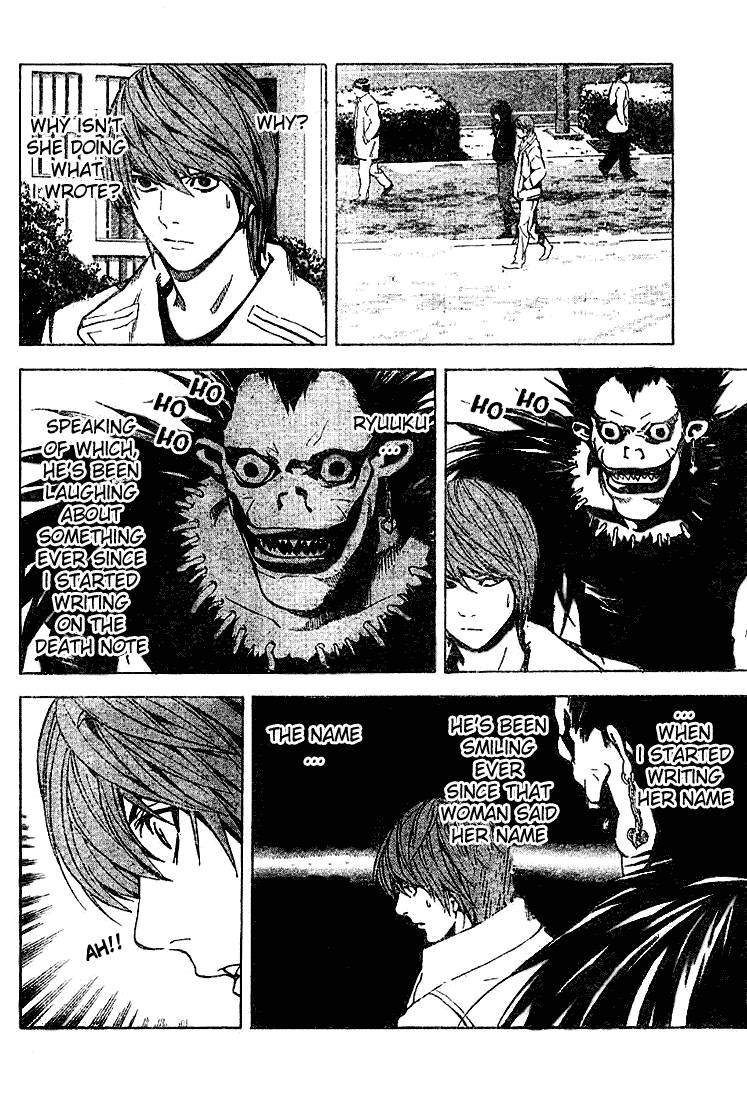 WHY?
WHY ISN'T
SHE DOING
WHAT
I WROTE?
HO
HO
RYUUKU
...
HO
HO
HO
SPEAKING
OF WHICH,
HE'S BEEN
LAUGHING
ABOUT
SOMETHING
EVER SINCE
I STARTED
WRITING
ON THE
DEATH NOTE
...
WHEN
I STARTED
WRITING
HER NAME
HE'S BEEN
SMILING
EVER
SINCE THAT
WOMAN SAID
HER NAME
THE NAME
...
AH!!